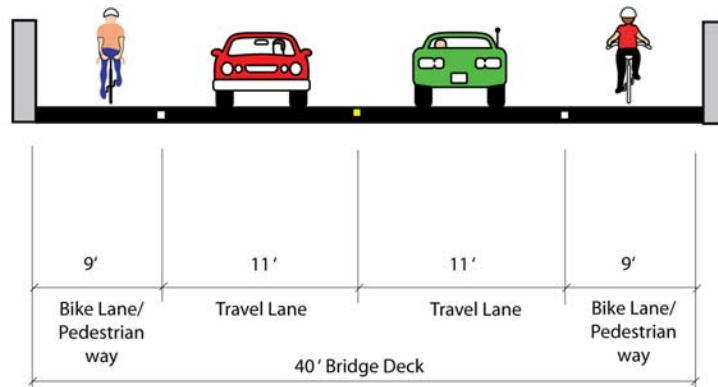 9' 11' 11' 9'
Bike Lane/
Pedestrian
way
Travel Lane
Travel Lane
Bike Lane/
Pedestrian
way
40' Bridge Deck